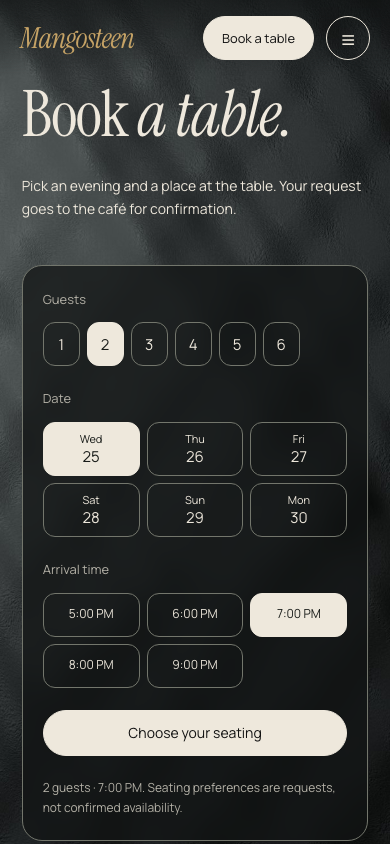 Mangosteen
Book a table
Book a table.
Pick an evening and a place at the table. Your request
goes to the café for confirmation.
Guests
1 2 3 4 5 6
Date
Wed Thu Fri
25 26 27
Sat Sun Mon
28 29 30
Arrival time
5:00 PM 6:00 PM 7:00 PM
8:00 PM 9:00 PM
Choose your seating
2 guests · 7:00 PM. Seating preferences are requests,
not confirmed availability.